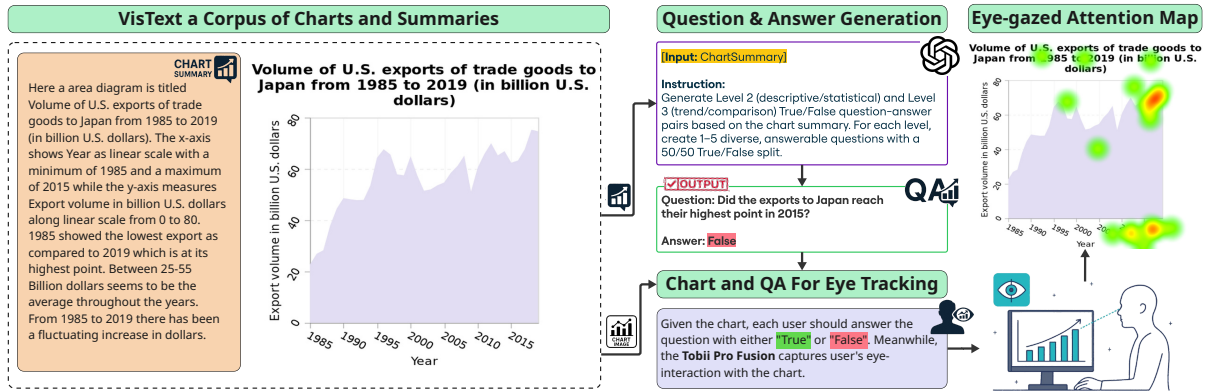 VisText a Corpus of Charts and Summaries
CHART
SUMMARY
Here a area diagram is titled
Volume of U.S. exports of trade
goods to Japan from 1985 to 2019
(in billion U.S. dollars). The x-axis
shows Year as linear scale with a
minimum of 1985 and a maximum
of 2015 while the y-axis measures
Export volume in billion U.S. dollars
along linear scale from 0 to 80.
1985 showed the lowest export as
compared to 2019 which is at its
highest point. Between 25-55
Billion dollars seems to be the
average throughout the years.
From 1985 to 2019 there has been
a fluctuating increase in dollars.
Volume of U.S. exports of trade goods to
Japan from 1985 to 2019 (in billion U.S.
dollars)
Export volume in billion U.S. dollars
80
60
40
20
0
1985
1990
1995
2000
2005
2010
2015
Year
CHART
IMAGE
Question & Answer Generation
[Input: ChartSummary]
Instruction:
Generate Level 2 (descriptive/statistical) and Level
3 (trend/comparison) True/False question-answer
pairs based on the chart summary. For each level,
create 1–5 diverse, answerable questions with a
50/50 True/False split.
OUTPUT
QA
Question: Did the exports to Japan reach
their highest point in 2015?
Answer: False
Chart and QA For Eye Tracking
Given the chart, each user should answer the
question with either "True" or "False". Meanwhile,
the Tobii Pro Fusion captures user's eye-
interaction with the chart.
Eye-gazed Attention Map
Volume of U.S. exports of trade goods to
Japan from 1985 to 2019 (in billion U.S.
dollars)
Export volume in billion U.S. dollars
80
60
40
20
0
1985
1990
1995
2000
Year